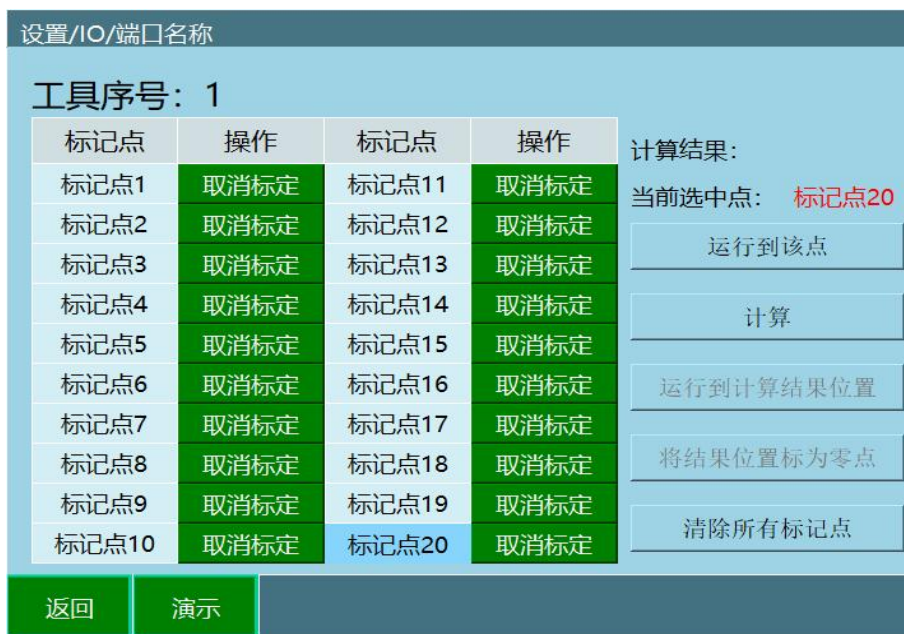 设置/IO/端口名称
工具序号：1
标记点 操作 标记点 操作
标记点1 取消标定 标记点11 取消标定
标记点2 取消标定 标记点12 取消标定
标记点3 取消标定 标记点13 取消标定
标记点4 取消标定 标记点14 取消标定
标记点5 取消标定 标记点15 取消标定
标记点6 取消标定 标记点16 取消标定
标记点7 取消标定 标记点17 取消标定
标记点8 取消标定 标记点18 取消标定
标记点9 取消标定 标记点19 取消标定
标记点10 取消标定 标记点20 取消标定
计算结果：
当前选中点： 标记点20
运行到该点
计算
运行到计算结果位置
将结果位置标为零点
清除所有标记点
返回 演示